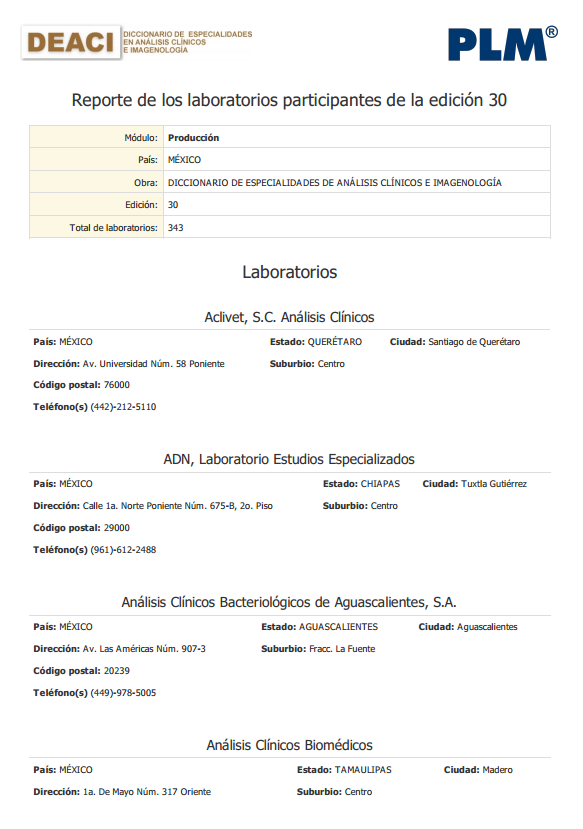 DEACI
DICCIONARIO DE ESPECIALIDADES
EN ANÁLISIS CLÍNICOS
E IMAGENOLOGÍA
PLM®
Reporte de los laboratorios participantes de la edición 30
Módulo: Producción
País: MÉXICO
Obra: DICCIONARIO DE ESPECIALIDADES DE ANÁLISIS CLÍNICOS E IMAGENOLOGÍA
Edición: 30
Total de laboratorios: 343
Laboratorios
Aclivet, S.C. Análisis Clínicos
País: MÉXICO Estado: QUERÉTARO Ciudad: Santiago de Querétaro
Dirección: Av. Universidad Núm. 58 Poniente Suburbio: Centro
Código postal: 76000
Teléfono(s) (442)-212-5110
ADN, Laboratorio Estudios Especializados
País: MÉXICO Estado: CHIAPAS Ciudad: Tuxtla Gutiérrez
Dirección: Calle 1a. Norte Poniente Núm. 675-B, 2o. Piso Suburbio: Centro
Código postal: 29000
Teléfono(s) (961)-612-2488
Análisis Clínicos Bacteriológicos de Aguascalientes, S.A.
País: MÉXICO Estado: AGUASCALIENTES Ciudad: Aguascalientes
Dirección: Av. Las Américas Núm. 907-3 Suburbio: Fracc. La Fuente
Código postal: 20239
Teléfono(s) (449)-978-5005
Análisis Clínicos Biomédicos
País: MÉXICO Estado: TAMAULIPAS Ciudad: Madero
Dirección: 1a. De Mayo Núm. 317 Oriente Suburbio: Centro